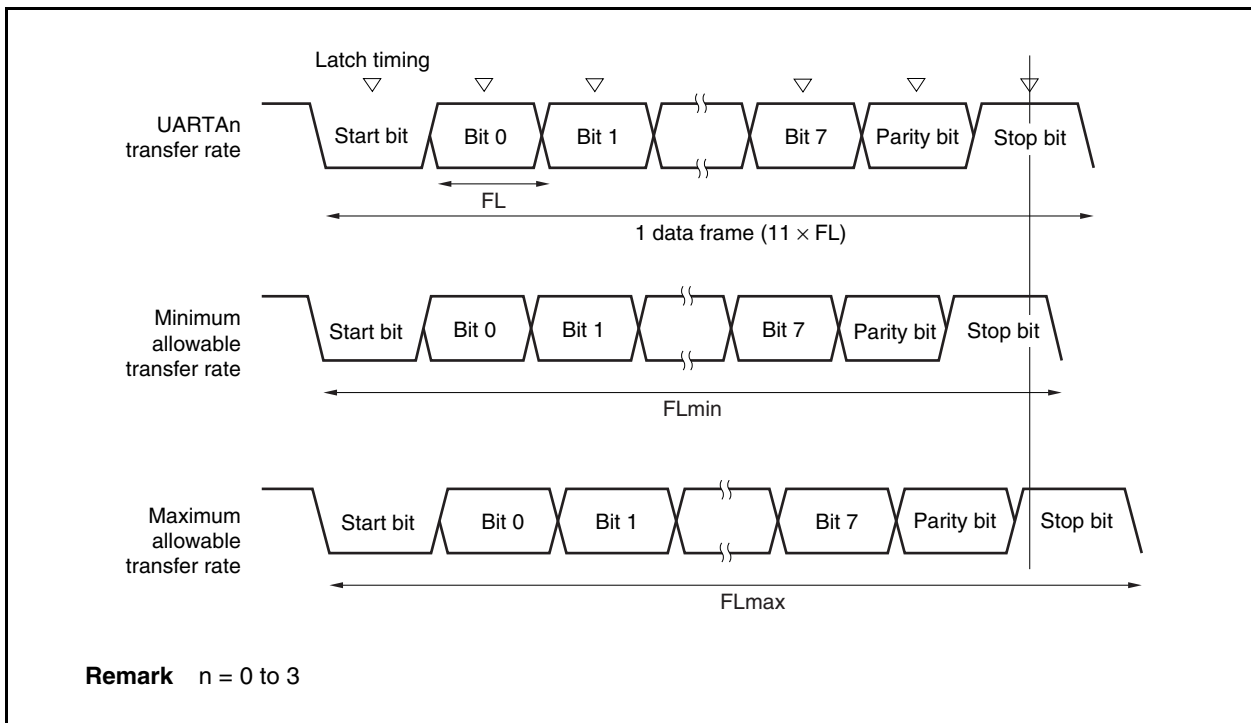 Latch timing
UARTAn
transfer rate
Start bit
Bit 0
Bit 1
Bit 7
Parity bit
Stop bit
FL
1 data frame (11 × FL)
Minimum
allowable
transfer rate
Start bit
Bit 0
Bit 1
Bit 7
Parity bit
Stop bit
FLmin
Maximum
allowable
transfer rate
Start bit
Bit 0
Bit 1
Bit 7
Parity bit
Stop bit
FLmax
Remark n = 0 to 3